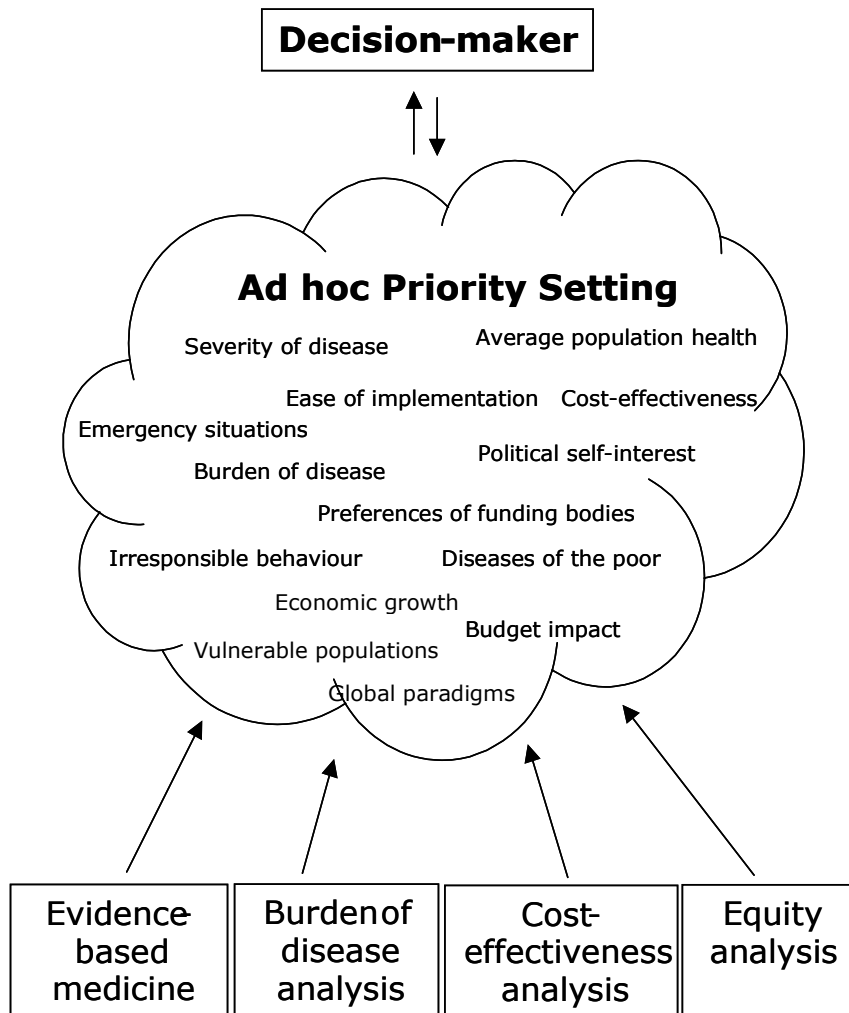 Decision-maker
Ad hoc Priority Setting
Average population health
Severity of disease
Ease of implementation
Cost-effectiveness
Emergency situations
Political self-interest
Burden of disease
Preferences of funding bodies
Irresponsible behaviour
Diseases of the poor
Economic growth
Budget impact
Vulnerable populations
Global paradigms
Evidence-
based
medicine
Burden of
disease
analysis
Cost-
effectiveness
analysis
Equity
analysis